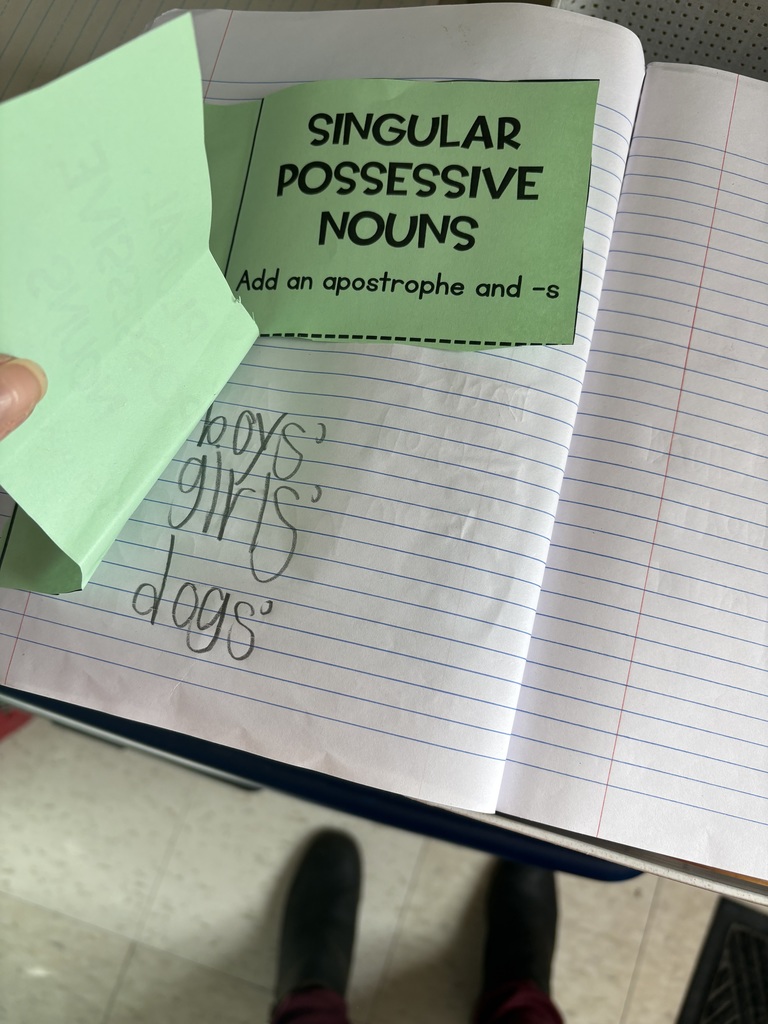 SINGULAR
POSSESSIVE
NOUNS
Add an apostrophe and -s
boys'
girls'
dogs'